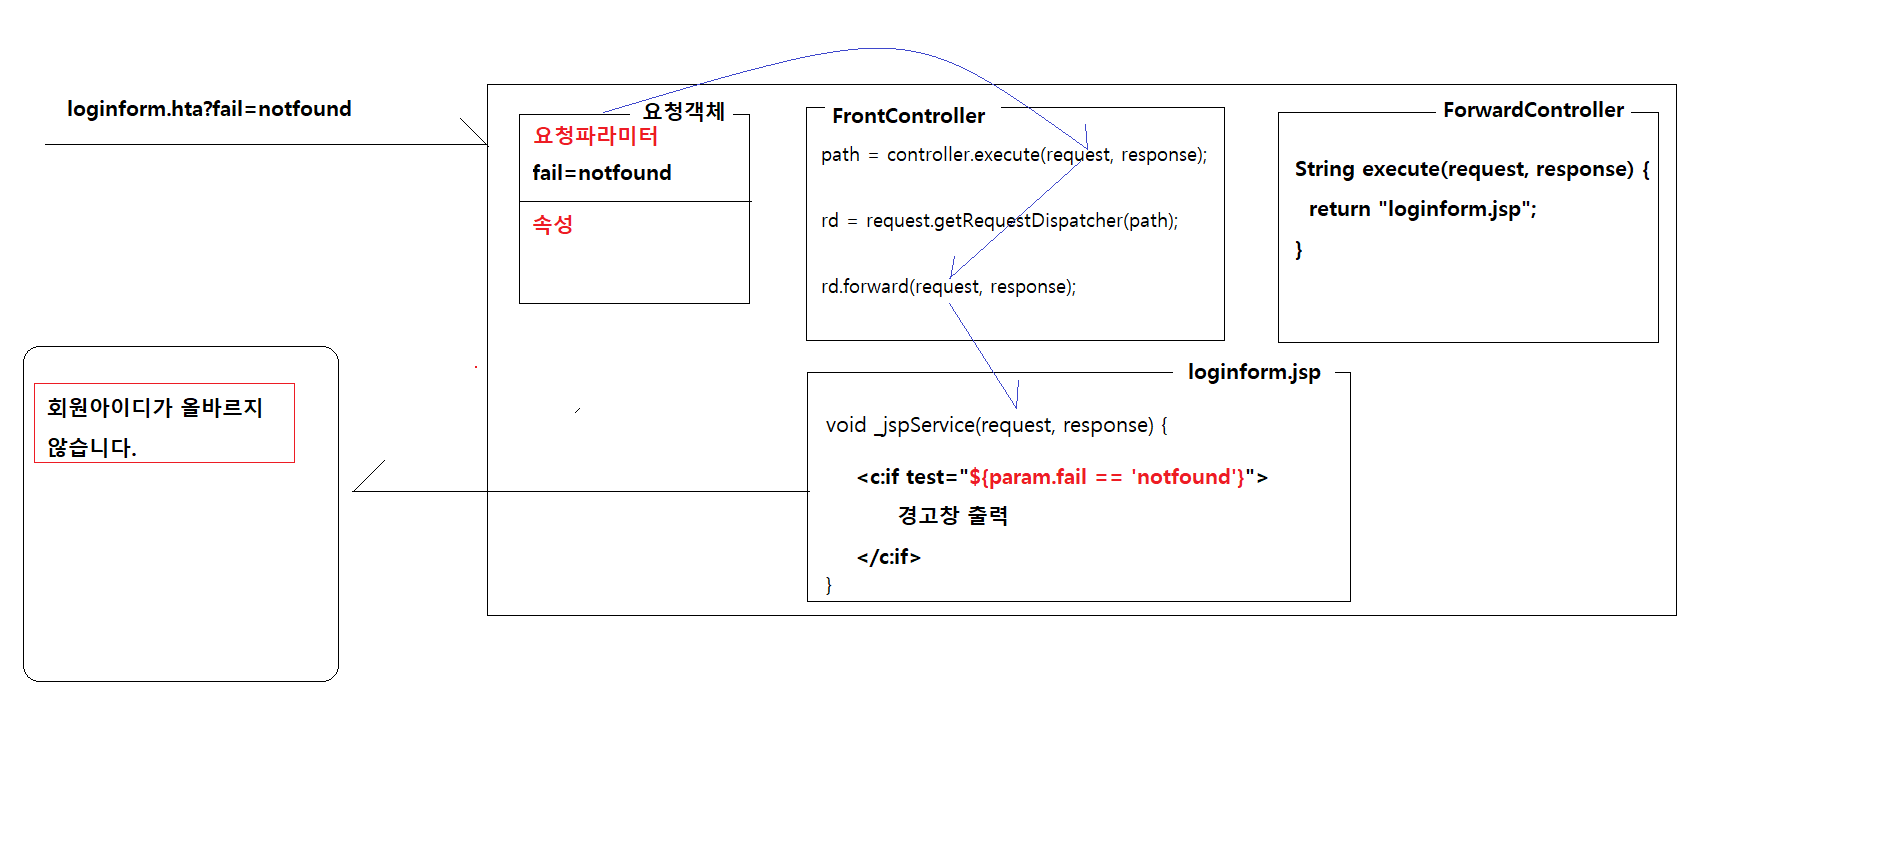 loginform.hta?fail=notfound
요청객체
요청파라미터
fail=notfound
속성
FrontController
path = controller.execute(request, response);
rd = request.getRequestDispatcher(path);
rd.forward(request, response);
ForwardController
String execute(request, response) {
return "loginform.jsp";
}
loginform.jsp
void _jspService(request, response) {
<c:if test="${param.fail == 'notfound'}">
경고창 출력
</c:if>
}
회원아이디가 올바르지
않습니다.